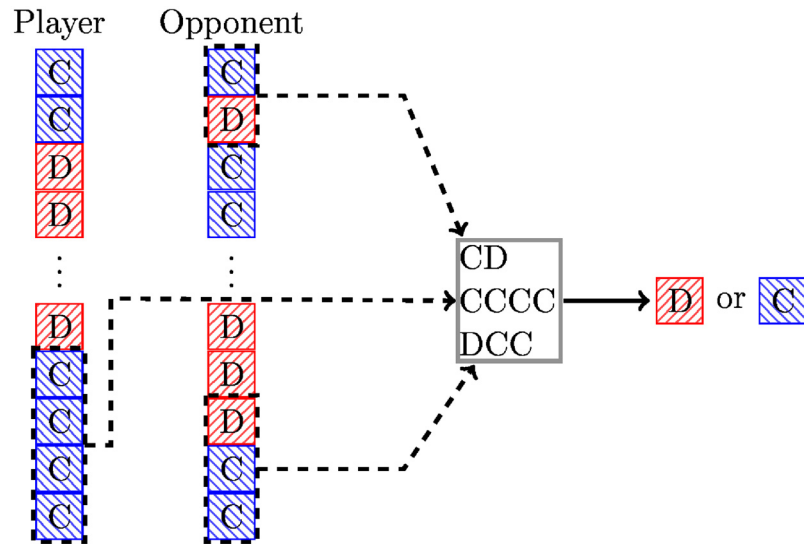 Player Opponent
C C
C D
D C
D C
⋮ ⋮
CD
D D CCCC D or C
C D DCC
C D
C C
C C